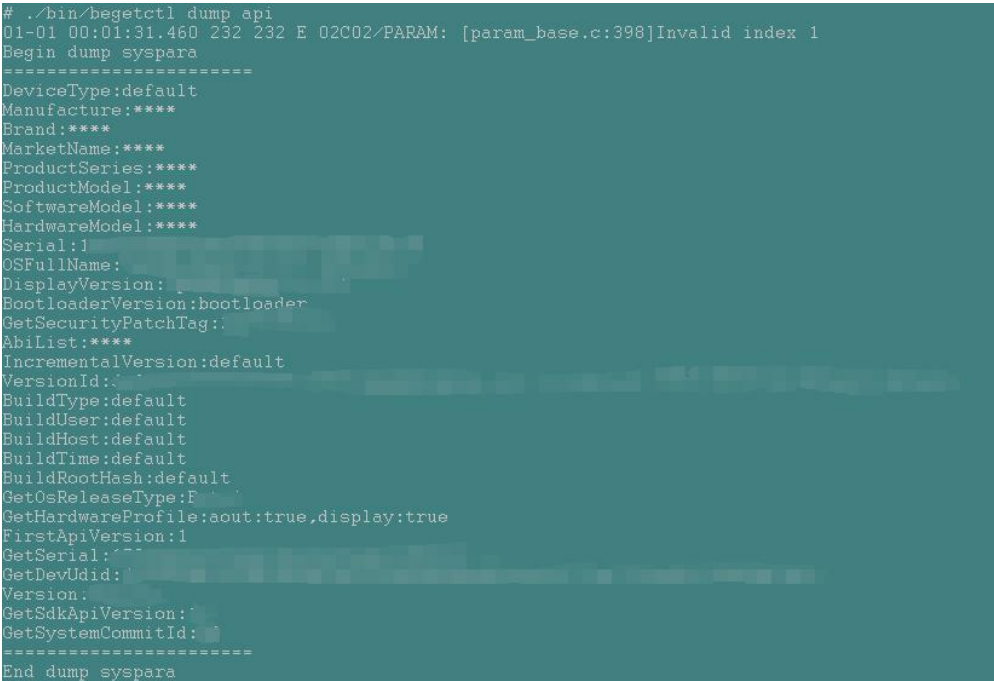 # ./bin/begetctl dump api
01-01 00:01:31.460 232 232 E 02C02/PARAM: [param_base.c:398]Invalid index 1
Begin dump syspara
=======================
DeviceType:default
Manufacture:****
Brand:****
MarketName:****
ProductSeries:****
ProductModel:****
SoftwareModel:****
HardwareModel:****
Serial:1
OSFullName:
DisplayVersion:
BootloaderVersion:bootloader
GetSecurityPatchTag:
AbiList:****
IncrementalVersion:default
VersionId:
BuildType:default
BuildUser:default
BuildHost:default
BuildTime:default
BuildRootHash:default
GetOsReleaseType:
GetHardwareProfile:aout:true,display:true
FirstApiVersion:1
GetSerial:
GetDevUdid:
Version:
GetSdkApiVersion:
GetSystemCommitId:
=======================
End dump syspara